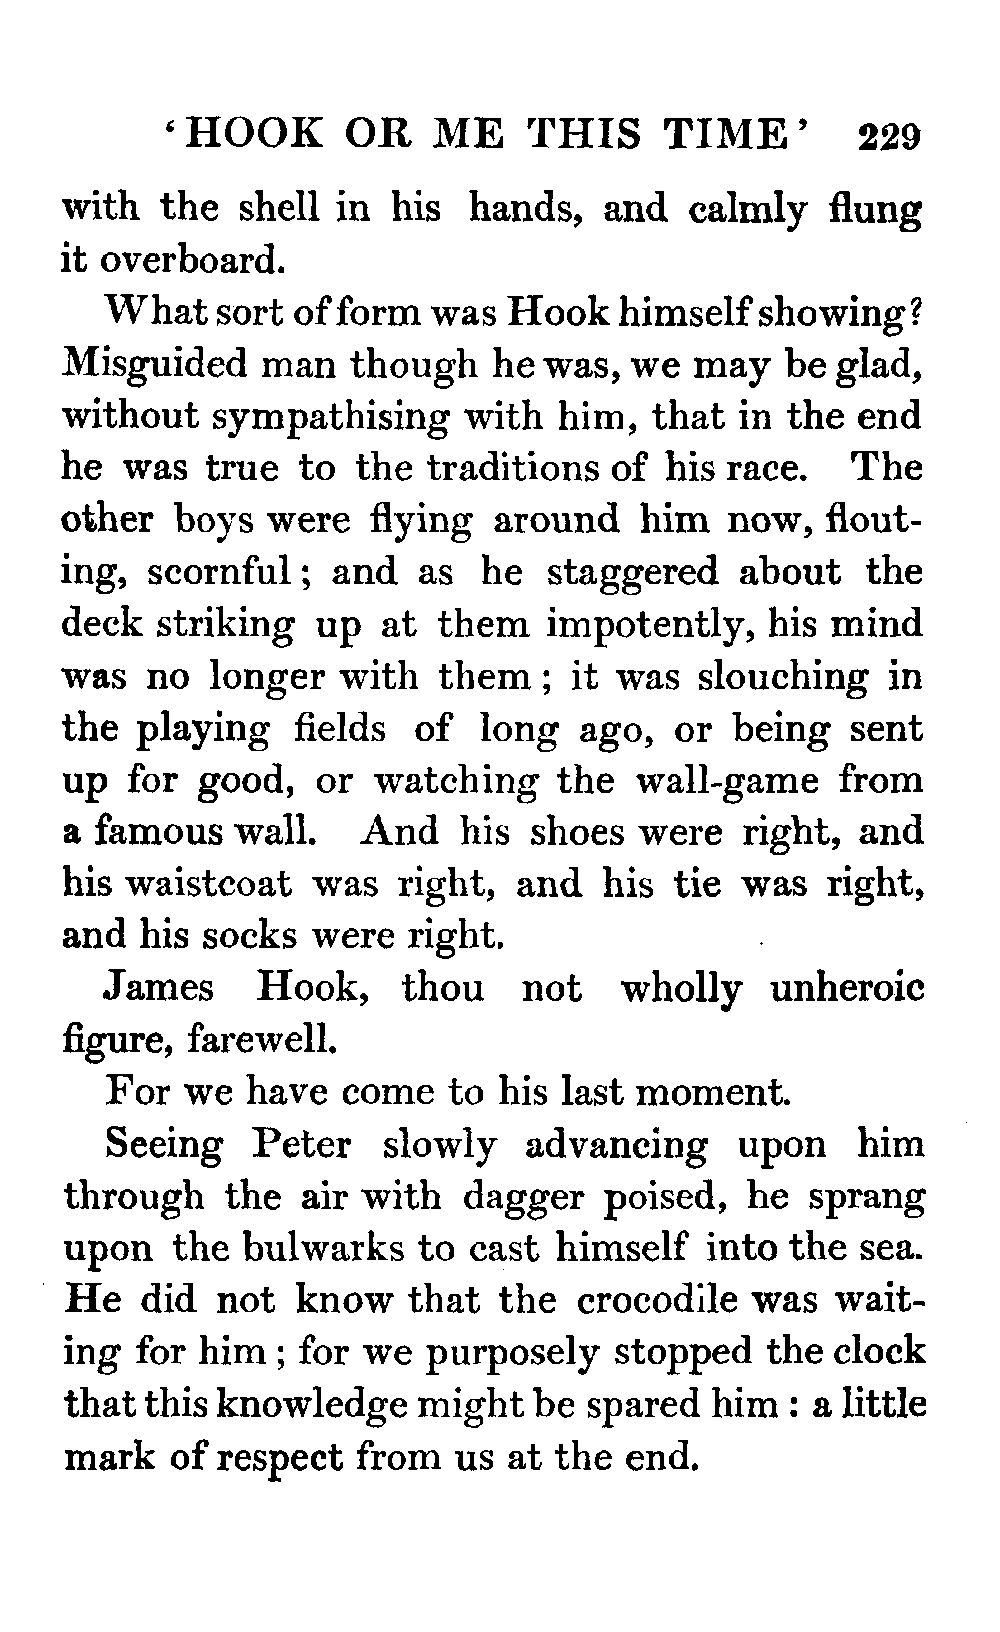 ‘HOOK OR ME THIS TIME’ 229
with the shell in his hands, and calmly flung
it overboard.
What sort of form was Hook himself showing?
Misguided man though he was, we may be glad,
without sympathising with him, that in the end
he was true to the traditions of his race. The
other boys were flying around him now, flout-
ing, scornful; and as he staggered about the
deck striking up at them impotently, his mind
was no longer with them; it was slouching in
the playing fields of long ago, or being sent
up for good, or watching the wall-game from
a famous wall. And his shoes were right, and
his waistcoat was right, and his tie was right,
and his socks were right.
James Hook, thou not wholly unheroic
figure, farewell.
For we have come to his last moment.
Seeing Peter slowly advancing upon him
through the air with dagger poised, he sprang
upon the bulwarks to cast himself into the sea.
He did not know that the crocodile was wait-
ing for him; for we purposely stopped the clock
that this knowledge might be spared him: a little
mark of respect from us at the end.